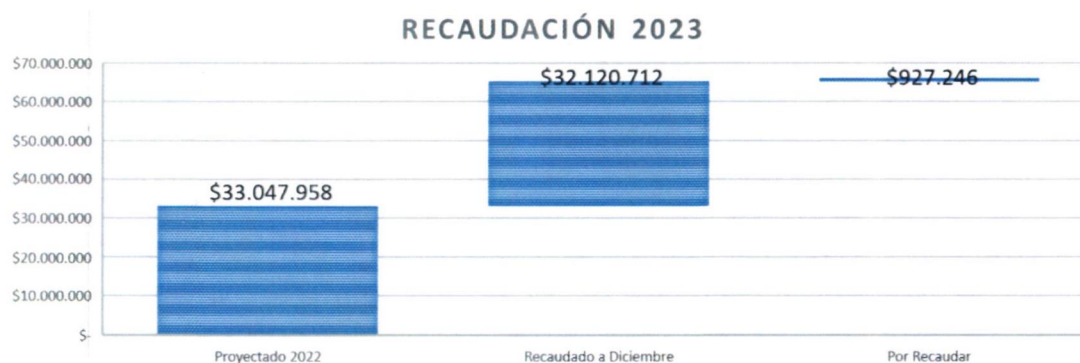 RECAUDACIÓN 2023
$70.000.000
$60.000.000
$50.000.000
$40.000.000
$30.000.000
$20.000.000
$10.000.000
$-
$33.047.958
$32.120.712
$927.246
Proyectado 2022
Recaudado a Diciembre
Por Recaudar